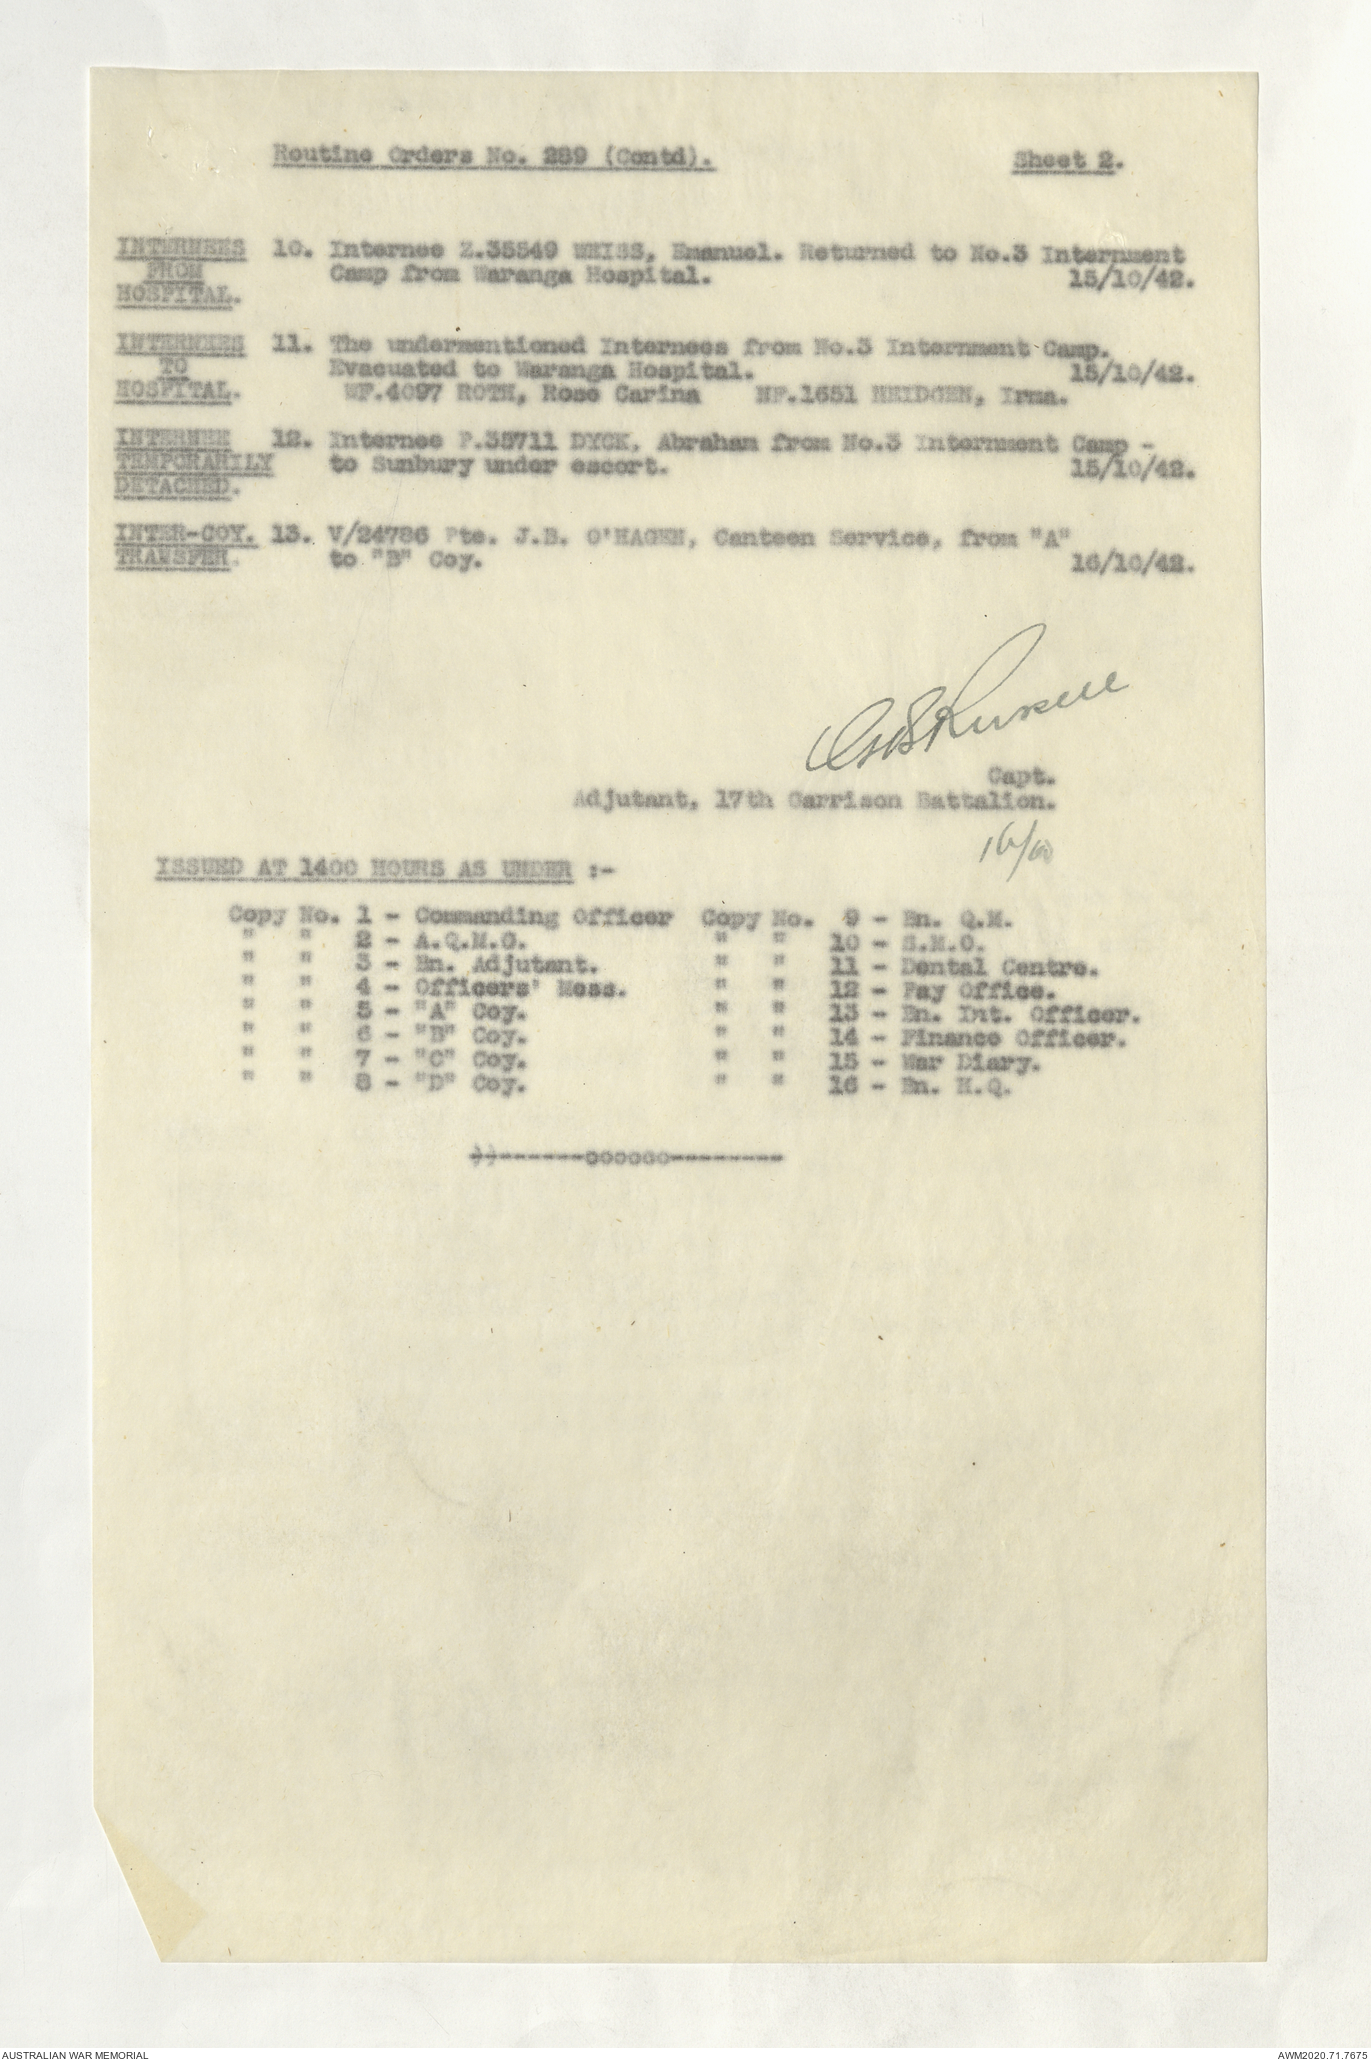 Routine Orders No. 289 (Contd). Sheet 2.
INTERNEES 10. Internee Z.35549 WEISS, Emanuel. Returned to No.3 Internment
FROM Camp from Waranga Hospital. 15/10/42.
HOSPITAL.
INTERNEES 11. The undermentioned Internees from No.3 Internment Camp.
TO Evacuated to Waranga Hospital. 15/10/42.
HOSPITAL. WF.4097 ROTH, Rose Carina NF.1651 HEIDGEN, Irma.
INTERNEE 12. Internee P.35711 DYCK, Abraham from No.3 Internment Camp -
TEMPORARILY to Sunbury under escort. 15/10/42.
DETACHED.
INTER-COY. 13. V/24786 Pte. J.B. O'HAGEN, Canteen Service, from "A"
TRANSFER. to "B" Coy. 16/10/42.
Russell
Capt.
Adjutant, 17th Garrison Battalion.
16/10
ISSUED AT 1400 HOURS AS UNDER :-
Copy No. 1 - Commanding Officer Copy No. 9 - Bn. Q.M.
" " 2 - A.Q.M.G. " " 10 - S.M.O.
" " 3 - Bn. Adjutant. " " 11 - Dental Centre.
" " 4 - Officers' Mess. " " 12 - Pay Office.
" " 5 - "A" Coy. " " 13 - Bn. Int. Officer.
" " 6 - "B" Coy. " " 14 - Finance Officer.
" " 7 - "C" Coy. " " 15 - War Diary.
" " 8 - "D" Coy. " " 16 - Bn. H.Q.
))------oooooo--------
AUSTRALIAN WAR MEMORIAL AWM2020.71.7675